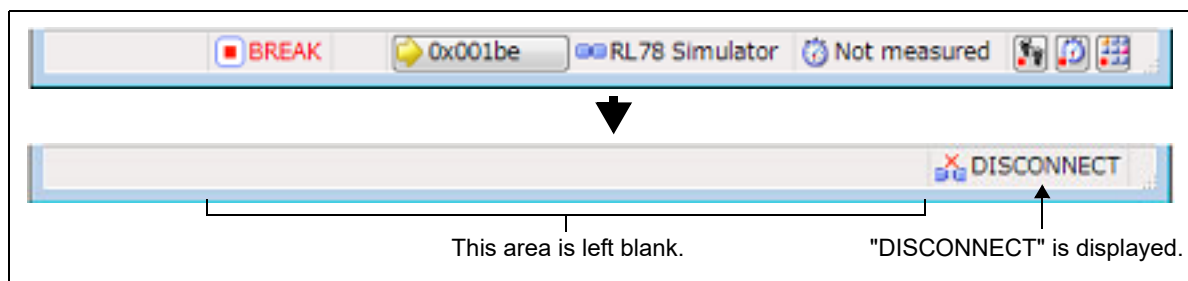 BREAK 0x001be RL78 Simulator Not measured
DISCONNECT
This area is left blank. "DISCONNECT" is displayed.